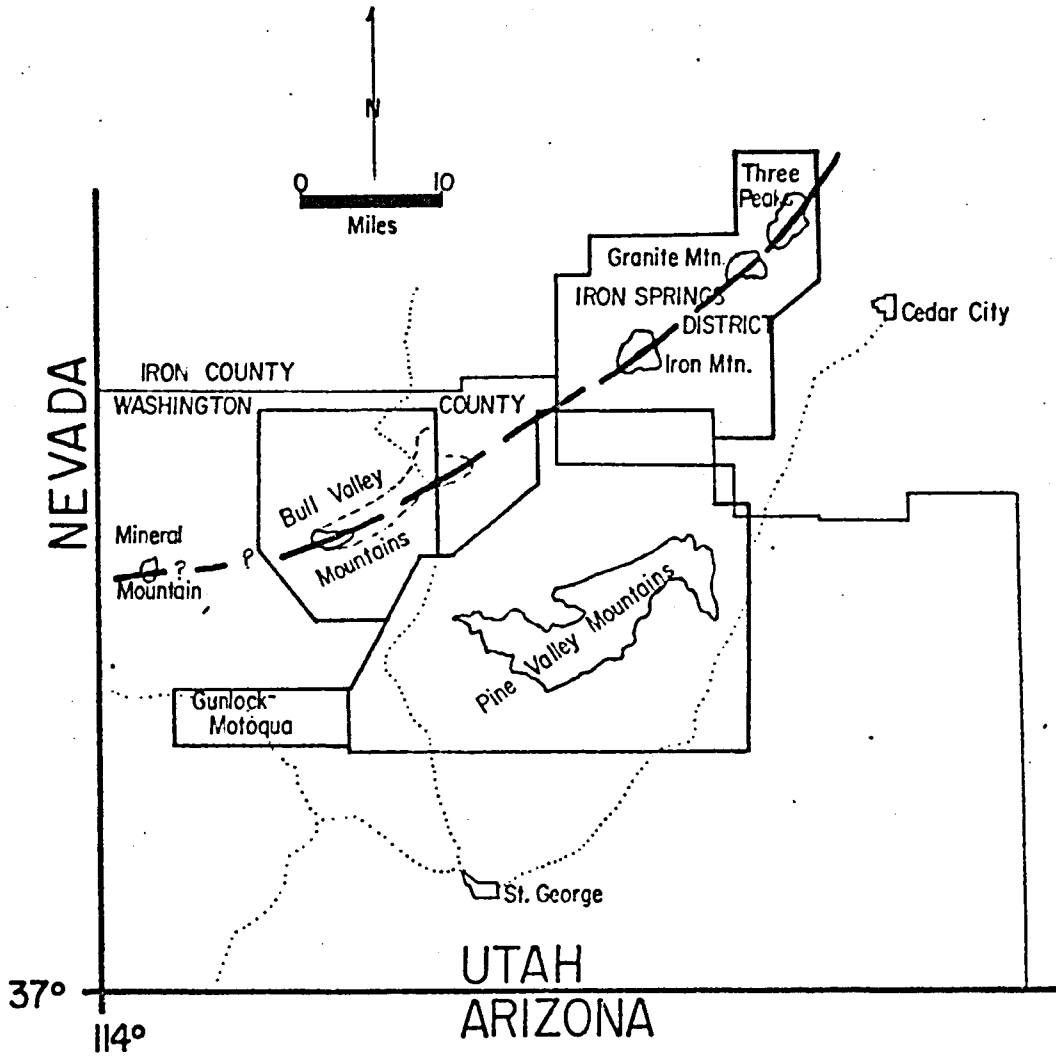 N
0 10
Miles
Three
Peaks
Granite Mtn.
IRON SPRINGS
DISTRICT
Cedar City
Iron Mtn.
IRON COUNTY
WASHINGTON COUNTY
NEVADA
Bull Valley
Mountains
Mineral
?
?
Mountain
Pine Valley Mountains
Gunlock-
Motoqua
St. George
UTAH
37°
ARIZONA
114°